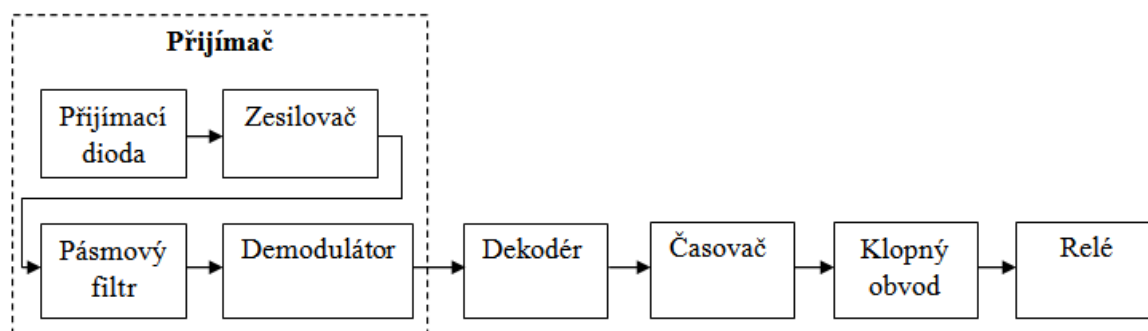 Přijímač
Přijímací
dioda
Zesilovač
Pásmový
filtr
Demodulátor
Dekodér
Časovač
Klopný
obvod
Relé